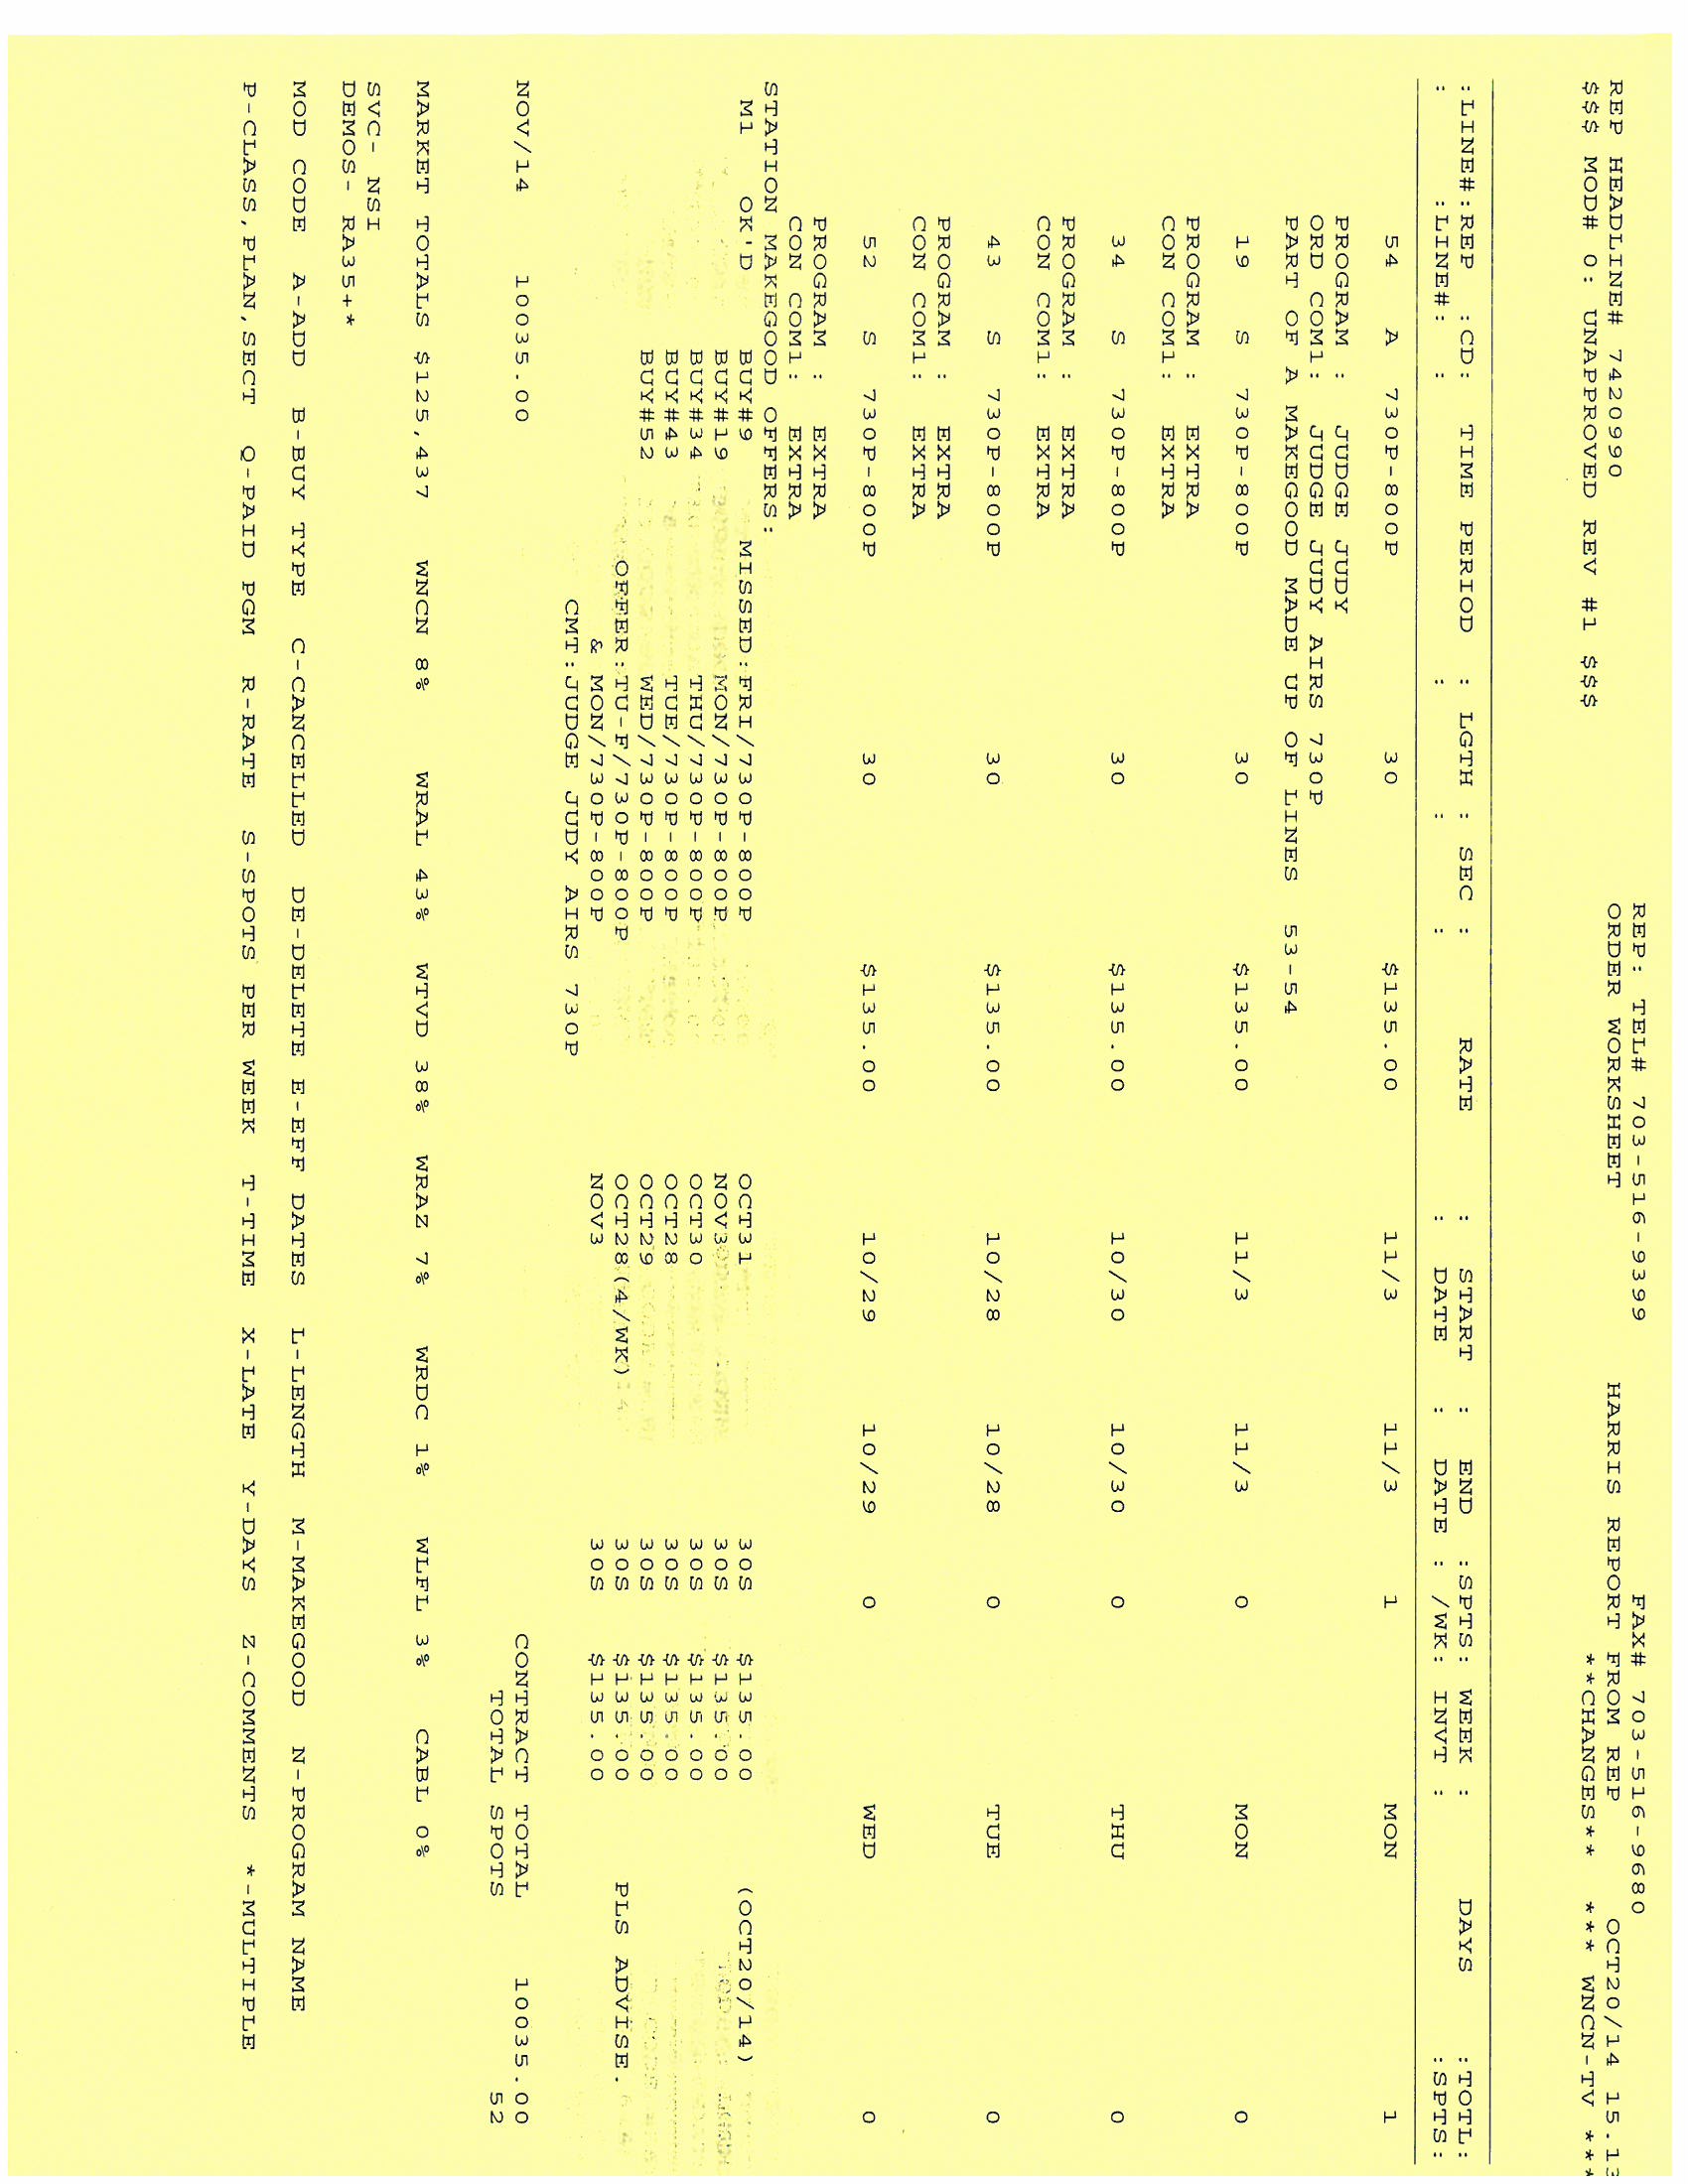 REP: TEL# 703-516-9399 FAX# 703-516-9680
REP HEADLINE# 7420990 ORDER WORKSHEET HARRIS REPORT FROM REP OCT20/14 15.13
$$$ MOD# 0: UNAPPROVED REV #1 $$$ **CHANGES** *** WNCN-TV ***
:LINE#:REP :CD: TIME PERIOD : LGTH : SEC : RATE : START : END :SPTS: WEEK : DAYS :TOTL:
: :LINE#: : : : : : DATE : DATE : /WK: INVT : :SPTS:
54 A 730P-800P 30 $135.00 11/3 11/3 1 MON 1
PROGRAM : JUDGE JUDY
ORD COM1: JUDGE JUDY AIRS 730P
PART OF A MAKEGOOD MADE UP OF LINES 53-54
19 S 730P-800P 30 $135.00 11/3 11/3 0 MON 0
PROGRAM : EXTRA
CON COM1: EXTRA
34 S 730P-800P 30 $135.00 10/30 10/30 0 THU 0
PROGRAM : EXTRA
CON COM1: EXTRA
43 S 730P-800P 30 $135.00 10/28 10/28 0 TUE 0
PROGRAM : EXTRA
CON COM1: EXTRA
52 S 730P-800P 30 $135.00 10/29 10/29 0 WED 0
PROGRAM : EXTRA
CON COM1: EXTRA
STATION MAKEGOOD OFFERS:
M1 OK'D BUY#9 MISSED:FRI/730P-800P OCT31 30S $135.00 (OCT20/14)
BUY#19 MON/730P-800P NOV3 30S $135.00
BUY#34 THU/730P-800P OCT30 30S $135.00
BUY#43 TUE/730P-800P OCT28 30S $135.00
BUY#52 WED/730P-800P OCT29 30S $135.00
OFFER:TU-F/730P-800P OCT28(4/WK) 30S $135.00 PLS ADVISE.
& MON/730P-800P NOV3 30S $135.00
CMT:JUDGE JUDY AIRS 730P
NOV/14 10035.00 CONTRACT TOTAL 10035.00
TOTAL SPOTS 52
MARKET TOTALS $125,437 WNCN 8% WRAL 43% WTVD 38% WRAZ 7% WRDC 1% WLFL 3% CABL 0%
SVC- NSI
DEMOS- RA35+*
MOD CODE A-ADD B-BUY TYPE C-CANCELLED DE-DELETE E-EFF DATES L-LENGTH M-MAKEGOOD N-PROGRAM NAME
P-CLASS,PLAN,SECT Q-PAID PGM R-RATE S-SPOTS PER WEEK T-TIME X-LATE Y-DAYS Z-COMMENTS *-MULTIPLE